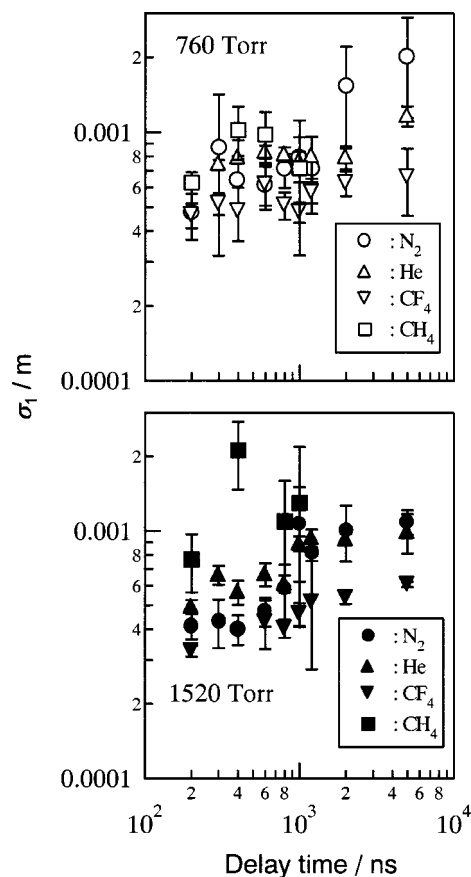 760 Torr
2
0.001
8
6
4
2
0.0001
: N2
: He
: CF4
: CH4
σ1 / m
2
0.001
8
6
4
2
0.0001
1520 Torr
: N2
: He
: CF4
: CH4
2 4 6 8 2 4 6 8
10^2 10^3 10^4
Delay time / ns